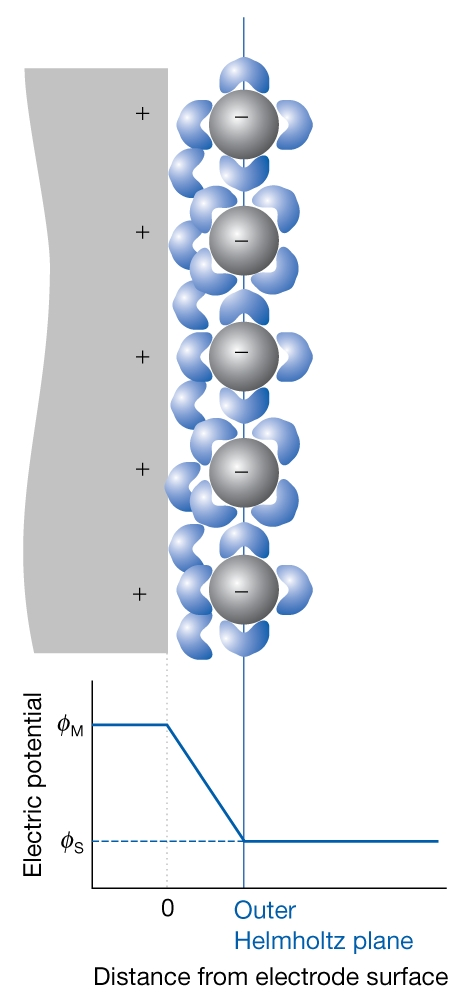 +
−
+
−
+
−
+
−
+
−
Electric potential
ϕM
ϕS
0
Outer
Helmholtz plane
Distance from electrode surface